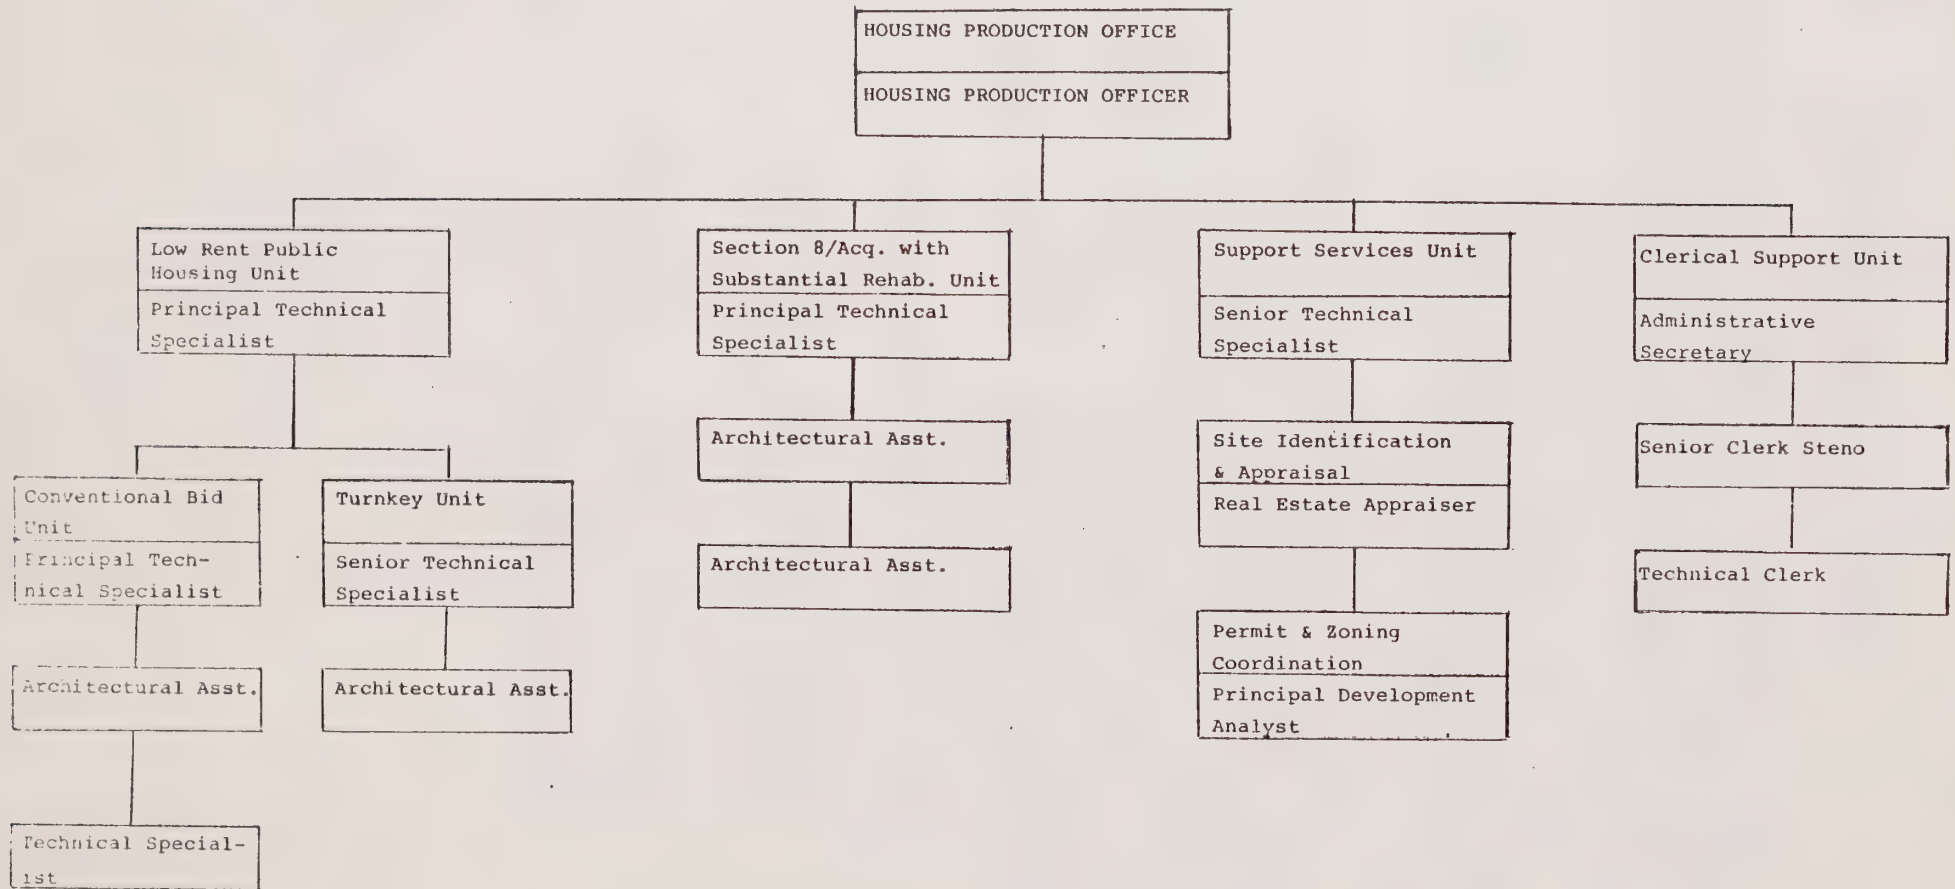 HOUSING PRODUCTION OFFICE
HOUSING PRODUCTION OFFICER
Low Rent Public
Housing Unit
Principal Technical
Specialist
Section 8/Acq. with
Substantial Rehab. Unit
Principal Technical
Specialist
Support Services Unit
Senior Technical
Specialist
Clerical Support Unit
Administrative
Secretary
Conventional Bid
Unit
Principal Tech-
nical Specialist
Architectural Asst.
Technical Special-
ist
Turnkey Unit
Senior Technical
Specialist
Architectural Asst.
Architectural Asst.
Architectural Asst.
Site Identification
& Appraisal
Real Estate Appraiser
Permit & Zoning
Coordination
Principal Development
Analyst
Senior Clerk Steno
Technical Clerk